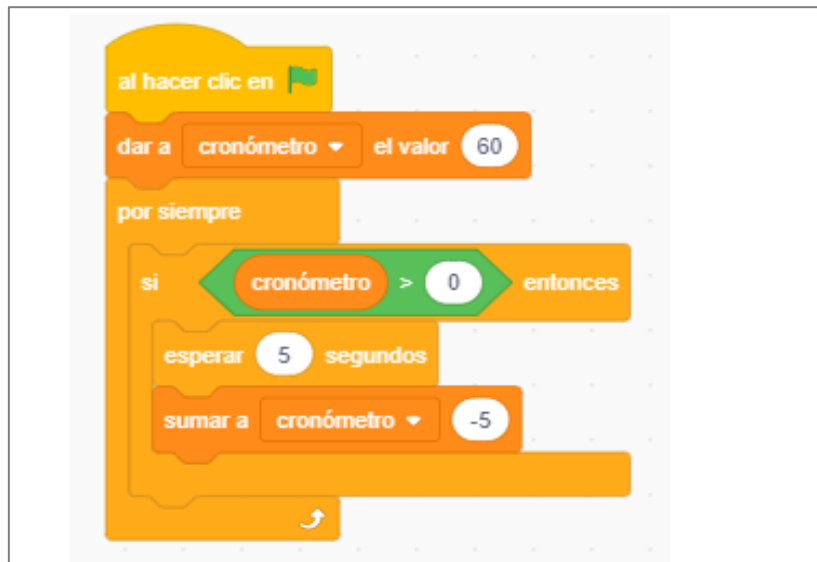 al hacer clic en
dar a cronómetro el valor 60
por siempre
si cronómetro > 0 entonces
esperar 5 segundos
sumar a cronómetro -5